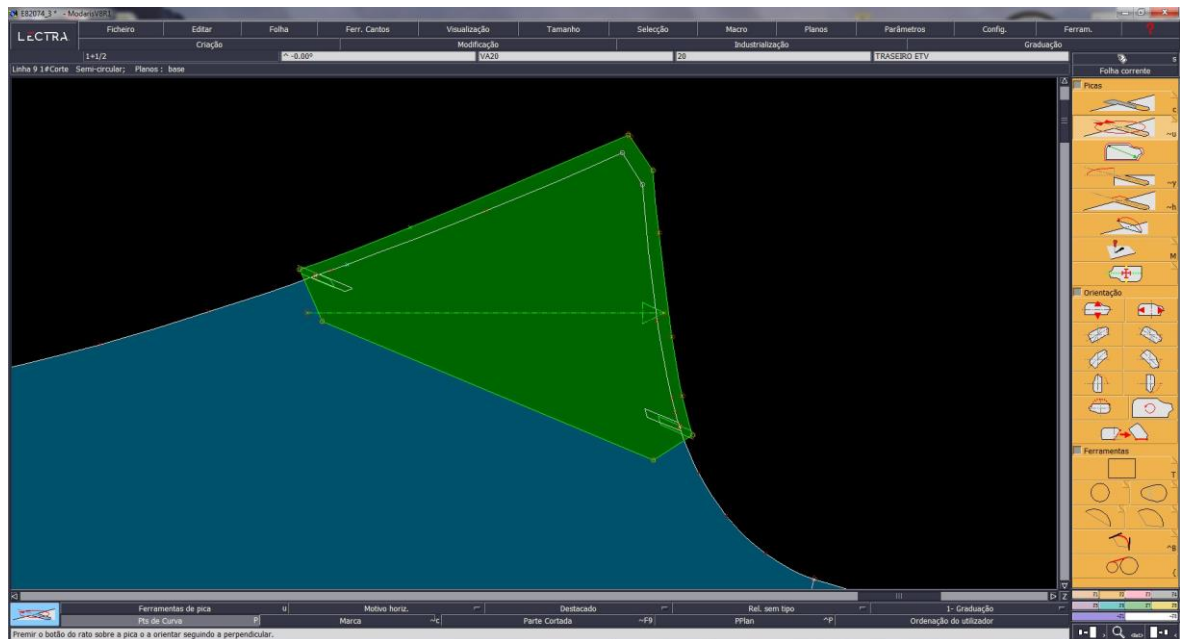 E82074_3 * - ModarisV8R1
LECTRA
Ficheiro Editar Folha Ferr. Cantos Visualização Tamanho Selecção Macro Planos Parâmetros Config. Ferram. ?
Criação Modificação Industrialização Graduação
1+1/2 ^ -0.00° VA20 20 TRASEIRO ETV
s
Linha 9 1#Corte Semi-circular; Planos : base
Folha corrente
Picas
c
~u
~y
~h
M
Orientação
Ferramentas
T
^B
{
Z
Ferramentas de pica u Motivo horiz. Destacado Rel. sem tipo 1- Graduação
Pts de Curva P Marca ~c Parte Cortada ~F9 PPlan ^P Ordenação do utilizador
Premir o botão do rato sobre a pica o a orientar seguindo a perpendicular.